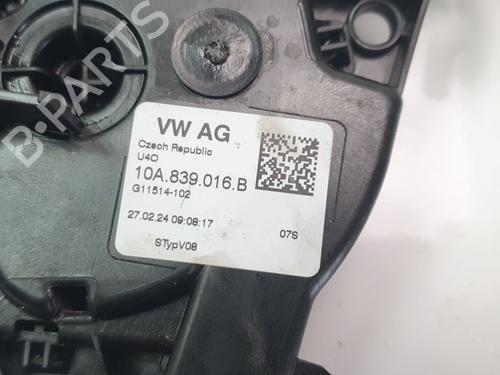 VW AG
Czech Republic
U4O
10A.839.016.B
G11514-102
27.02.24 09:08:17
07S
STypV08
B-PARTS